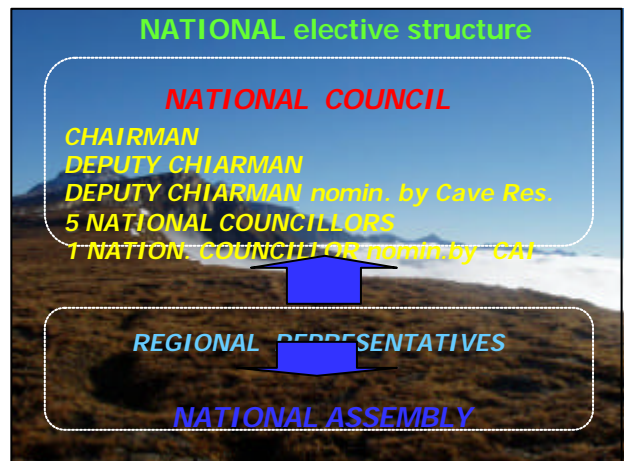 NATIONAL elective structure
NATIONAL COUNCIL
CHAIRMAN
DEPUTY CHIARMAN
DEPUTY CHIARMAN nomin. by Cave Res.
5 NATIONAL COUNCILLORS
1 NATION. COUNCILLOR nomin.by CAI
REGIONAL REPRESENTATIVES
NATIONAL ASSEMBLY